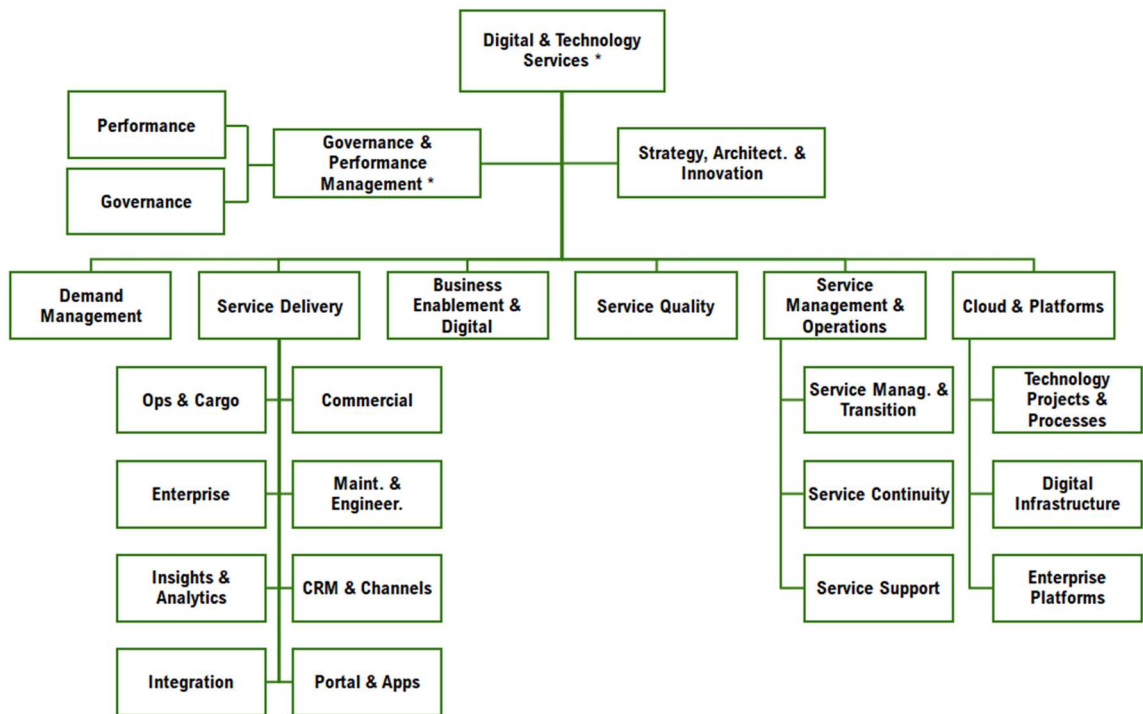 Digital & Technology
Services *
Performance
Governance &
Performance
Management *
Strategy, Architect. &
Innovation
Governance
Demand
Management
Service Delivery
Business
Enablement &
Digital
Service Quality
Service
Management &
Operations
Cloud & Platforms
Ops & Cargo
Commercial
Service Manag. &
Transition
Technology
Projects &
Processes
Enterprise
Maint. &
Engineer.
Service Continuity
Digital
Infrastructure
Insights &
Analytics
CRM & Channels
Service Support
Enterprise
Platforms
Integration
Portal & Apps